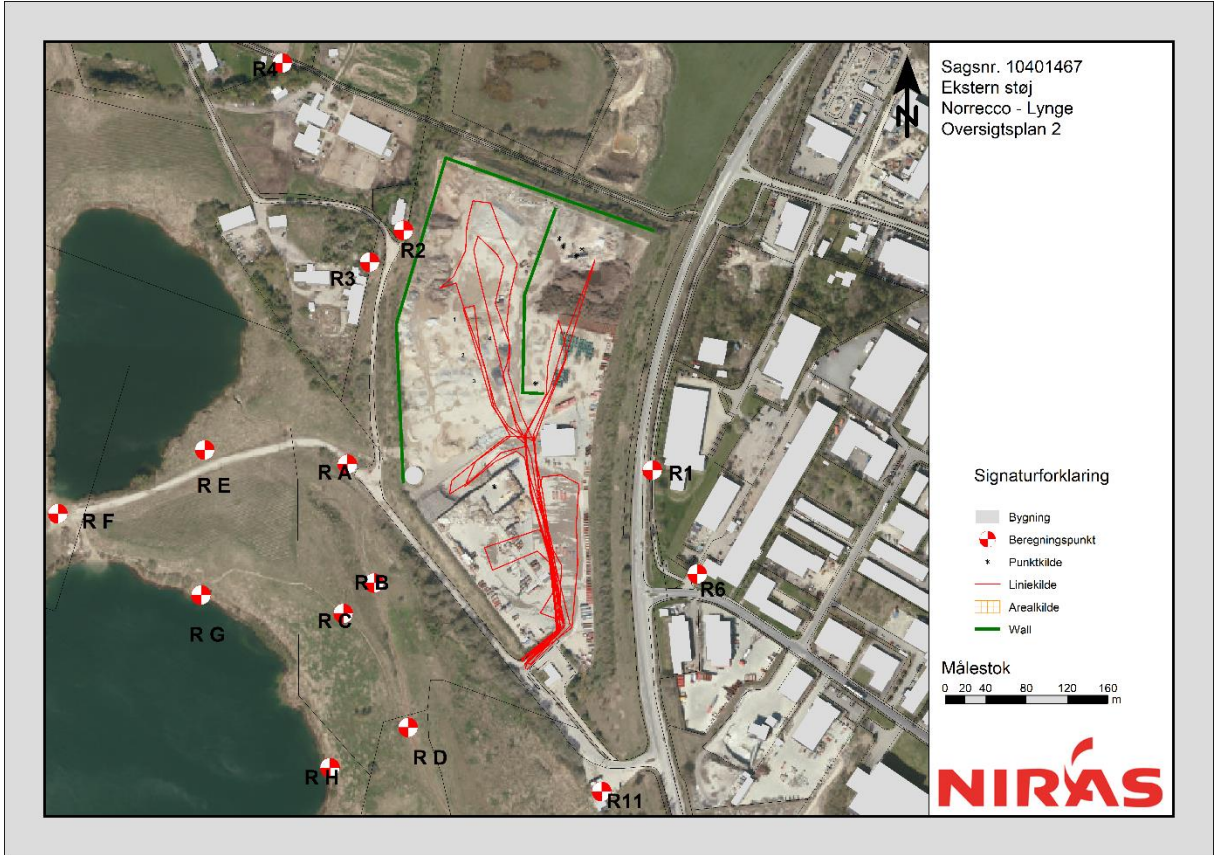 Sagsnr. 10401467
Ekstern støj
Norrecco - Lynge
Oversigtsplan 2
N
R4
R2
R3
R E
R A
R1
R F
R B
R6
R C
R G
R D
R H
R11
Signaturforklaring
Bygning
Beregningspunkt
Punktkilde
Liniekilde
Arealkilde
Wall
Målestok
0 20 40 80 120 160
m
NIRAS